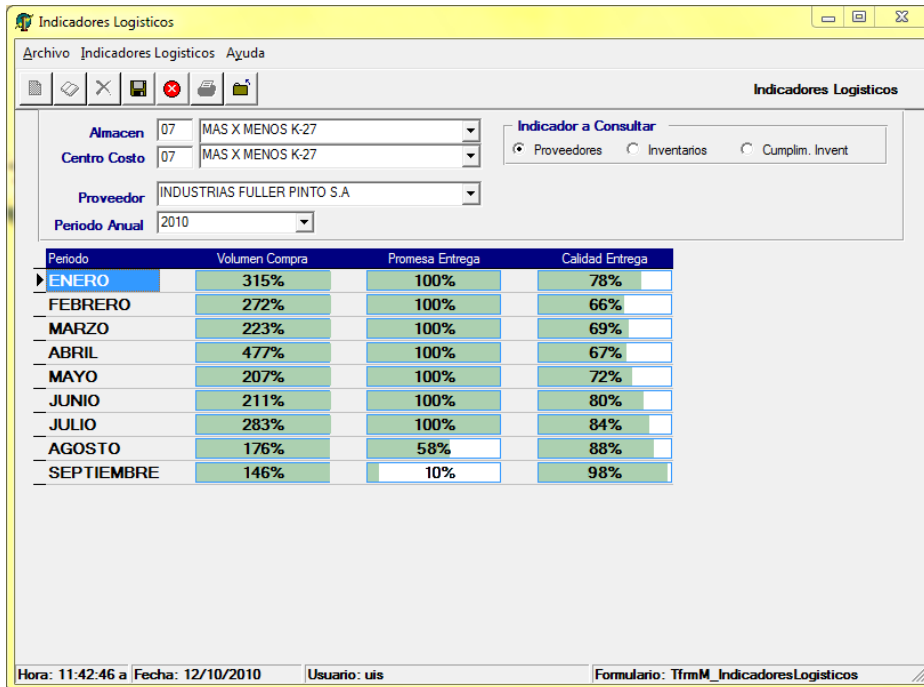 Indicadores Logisticos
Archivo Indicadores Logisticos Ayuda
Indicadores Logisticos
Almacen 07 MAS X MENOS K-27
Centro Costo 07 MAS X MENOS K-27
Indicador a Consultar
Proveedores Inventarios Cumplim. Invent
Proveedor INDUSTRIAS FULLER PINTO S.A
Periodo Anual 2010
Periodo Volumen Compra Promesa Entrega Calidad Entrega
ENERO 315% 100% 78%
FEBRERO 272% 100% 66%
MARZO 223% 100% 69%
ABRIL 477% 100% 67%
MAYO 207% 100% 72%
JUNIO 211% 100% 80%
JULIO 283% 100% 84%
AGOSTO 176% 58% 88%
SEPTIEMBRE 146% 10% 98%
Hora: 11:42:46 a Fecha: 12/10/2010 Usuario: uis Formulario: TfrmM_IndicadoresLogisticos